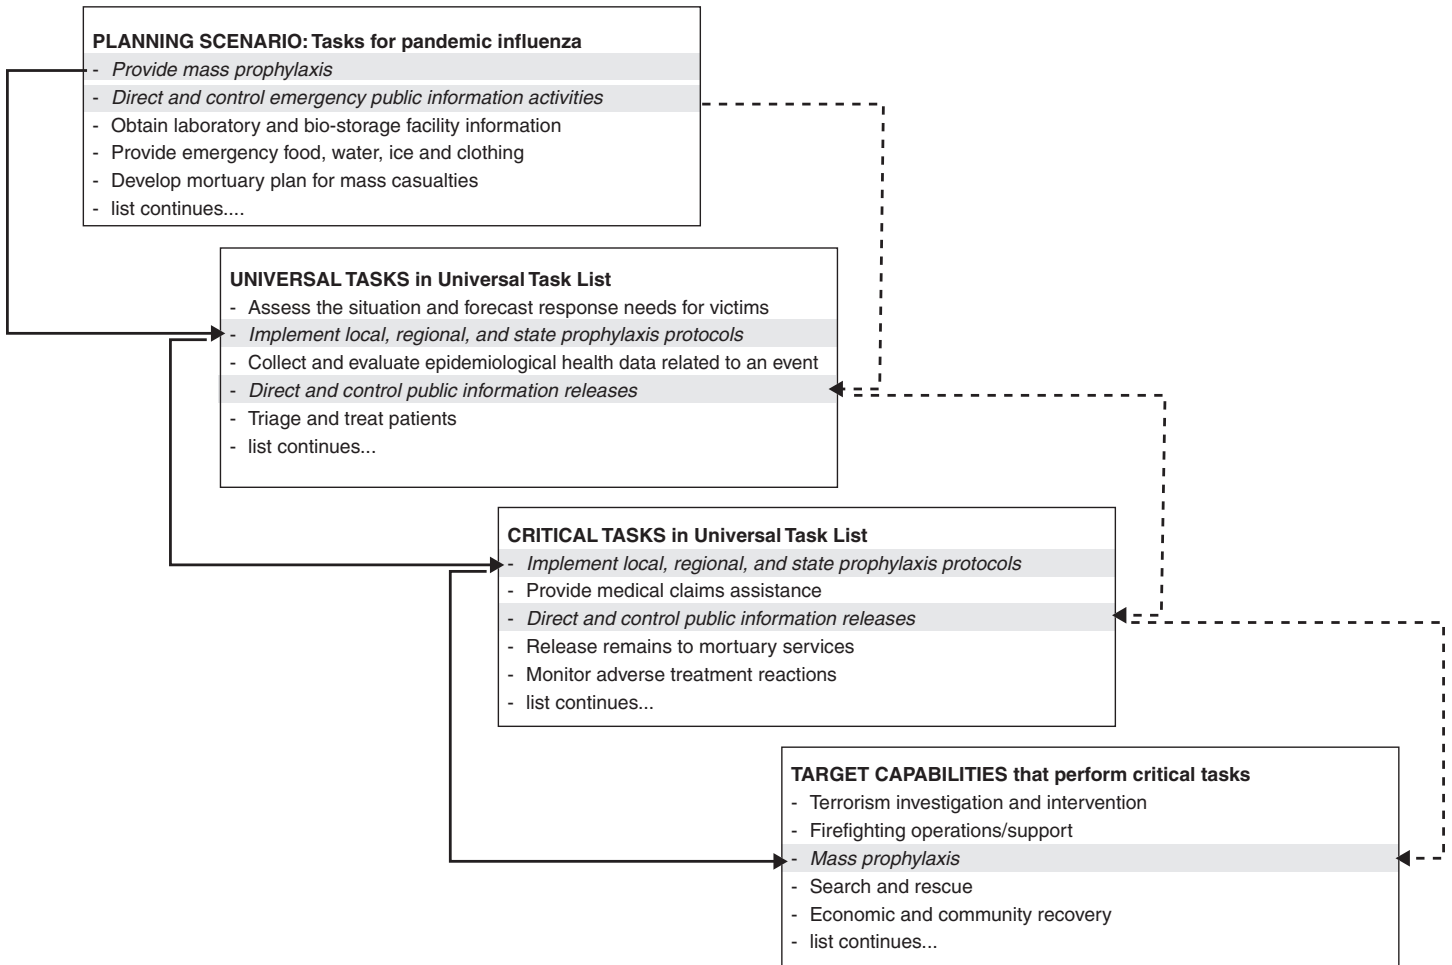 PLANNING SCENARIO: Tasks for pandemic influenza
- Provide mass prophylaxis
- Direct and control emergency public information activities
- Obtain laboratory and bio-storage facility information
- Provide emergency food, water, ice and clothing
- Develop mortuary plan for mass casualties
- list continues....
UNIVERSAL TASKS in Universal Task List
- Assess the situation and forecast response needs for victims
- Implement local, regional, and state prophylaxis protocols
- Collect and evaluate epidemiological health data related to an event
- Direct and control public information releases
- Triage and treat patients
- list continues...
CRITICAL TASKS in Universal Task List
- Implement local, regional, and state prophylaxis protocols
- Provide medical claims assistance
- Direct and control public information releases
- Release remains to mortuary services
- Monitor adverse treatment reactions
- list continues...
TARGET CAPABILITIES that perform critical tasks
- Terrorism investigation and intervention
- Firefighting operations/support
- Mass prophylaxis
- Search and rescue
- Economic and community recovery
- list continues...